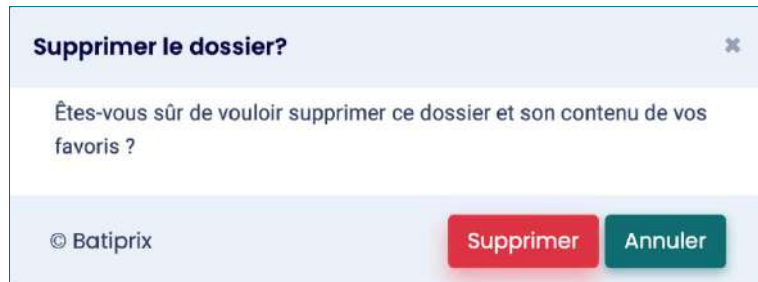 Supprimer le dossier?
Êtes-vous sûr de vouloir supprimer ce dossier et son contenu de vos
favoris ?
© Batiprix
Supprimer
Annuler